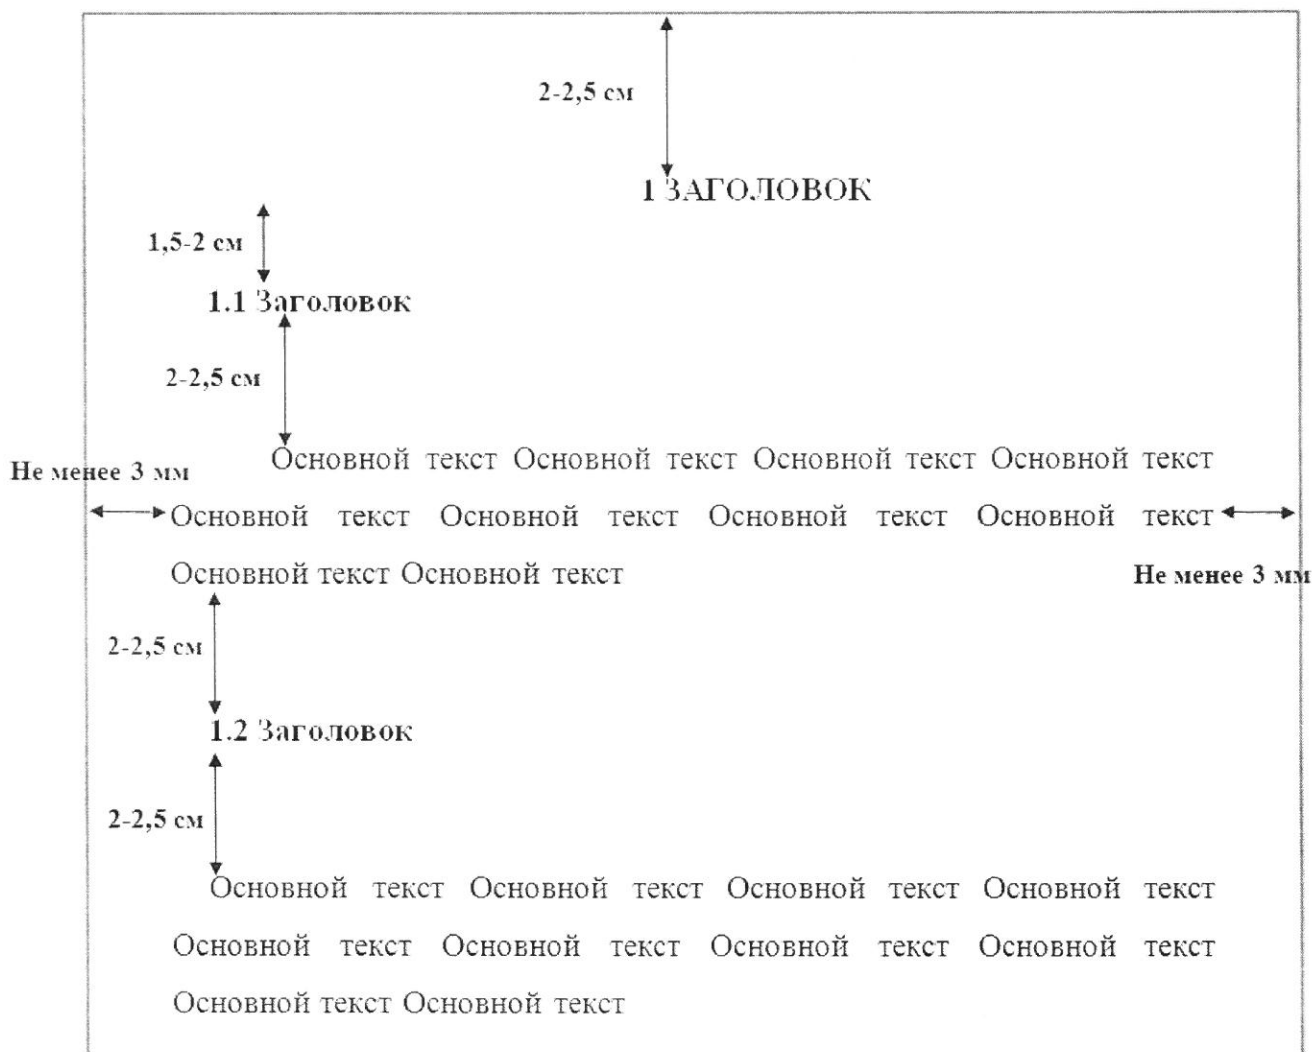 2-2,5 см
1 ЗАГОЛОВОК
1,5-2 см
1.1 Заголовок
2-2,5 см
Основной текст Основной текст Основной текст Основной текст
Не менее 3 мм
Основной текст Основной текст Основной текст Основной текст
Основной текст Основной текст
Не менее 3 мм
2-2,5 см
1.2 Заголовок
2-2,5 см
Основной текст Основной текст Основной текст Основной текст
Основной текст Основной текст Основной текст Основной текст
Основной текст Основной текст